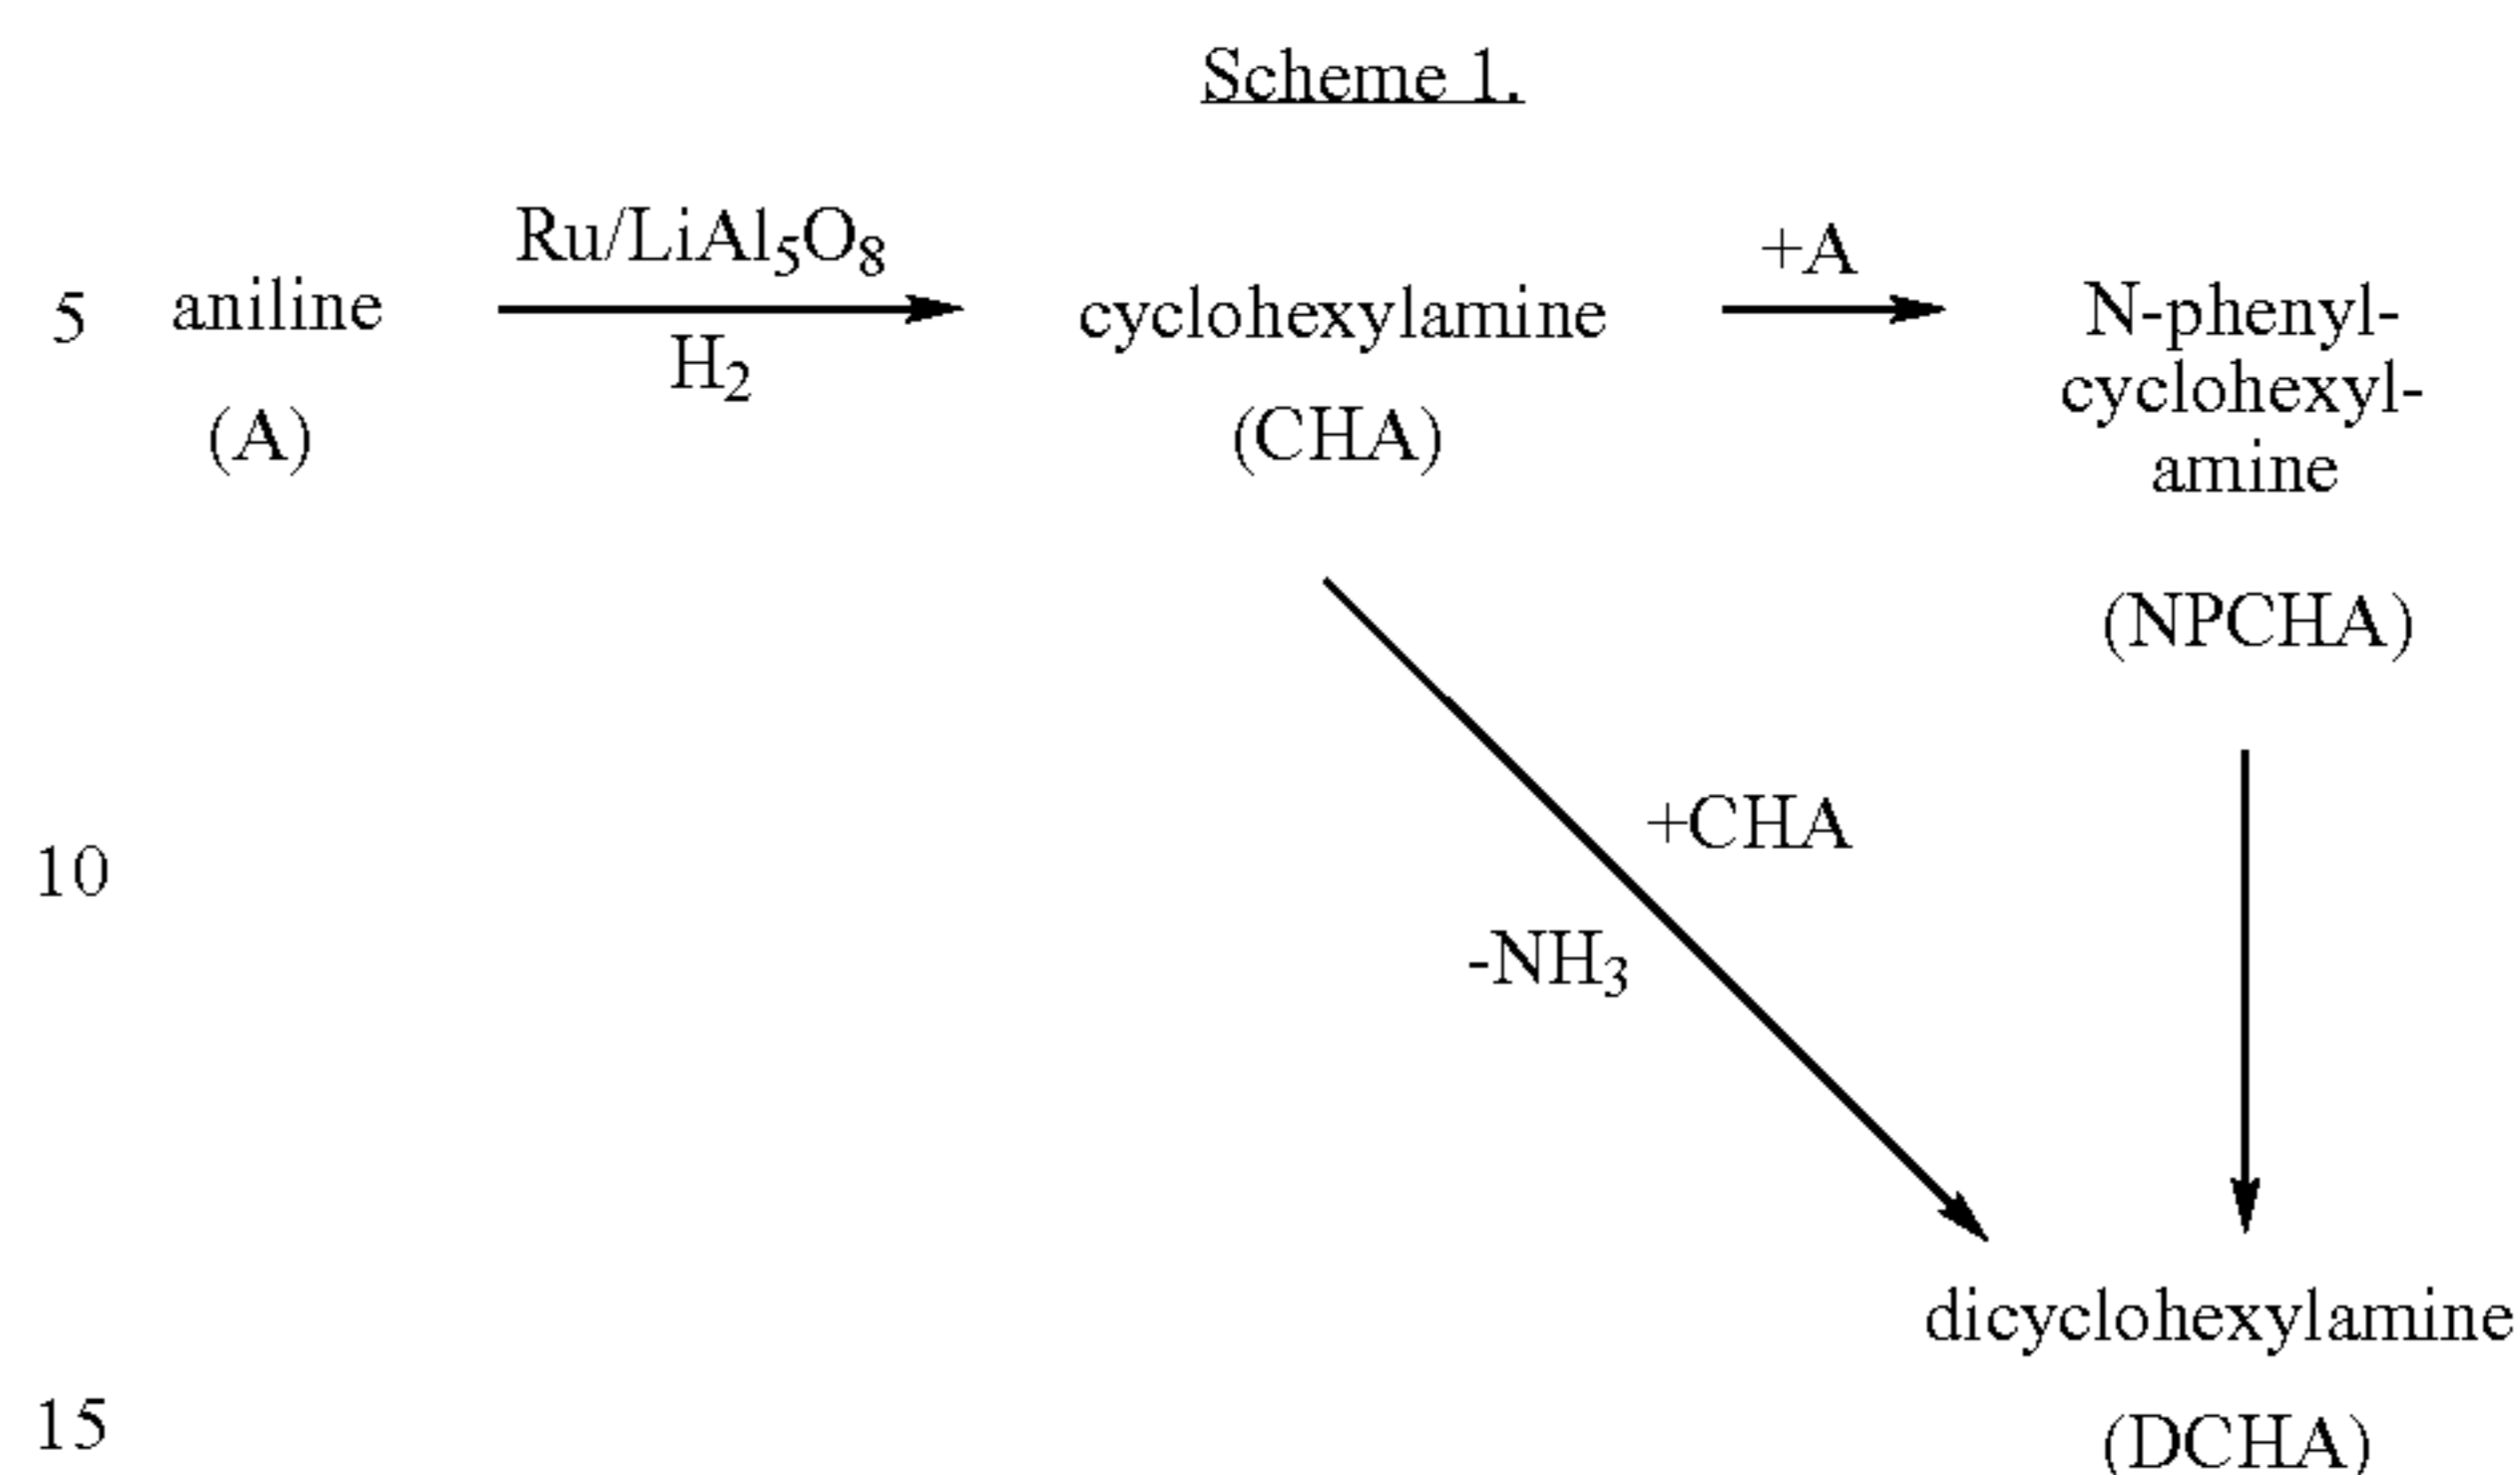 Scheme 1.
Ru/LiAl5O8
+A
5 aniline
cyclohexylamine
N-phenyl-
H2
cyclohexyl-
(A)
(CHA)
amine
(NPCHA)
+CHA
10
-NH3
dicyclohexylamine
15
(DCHA)